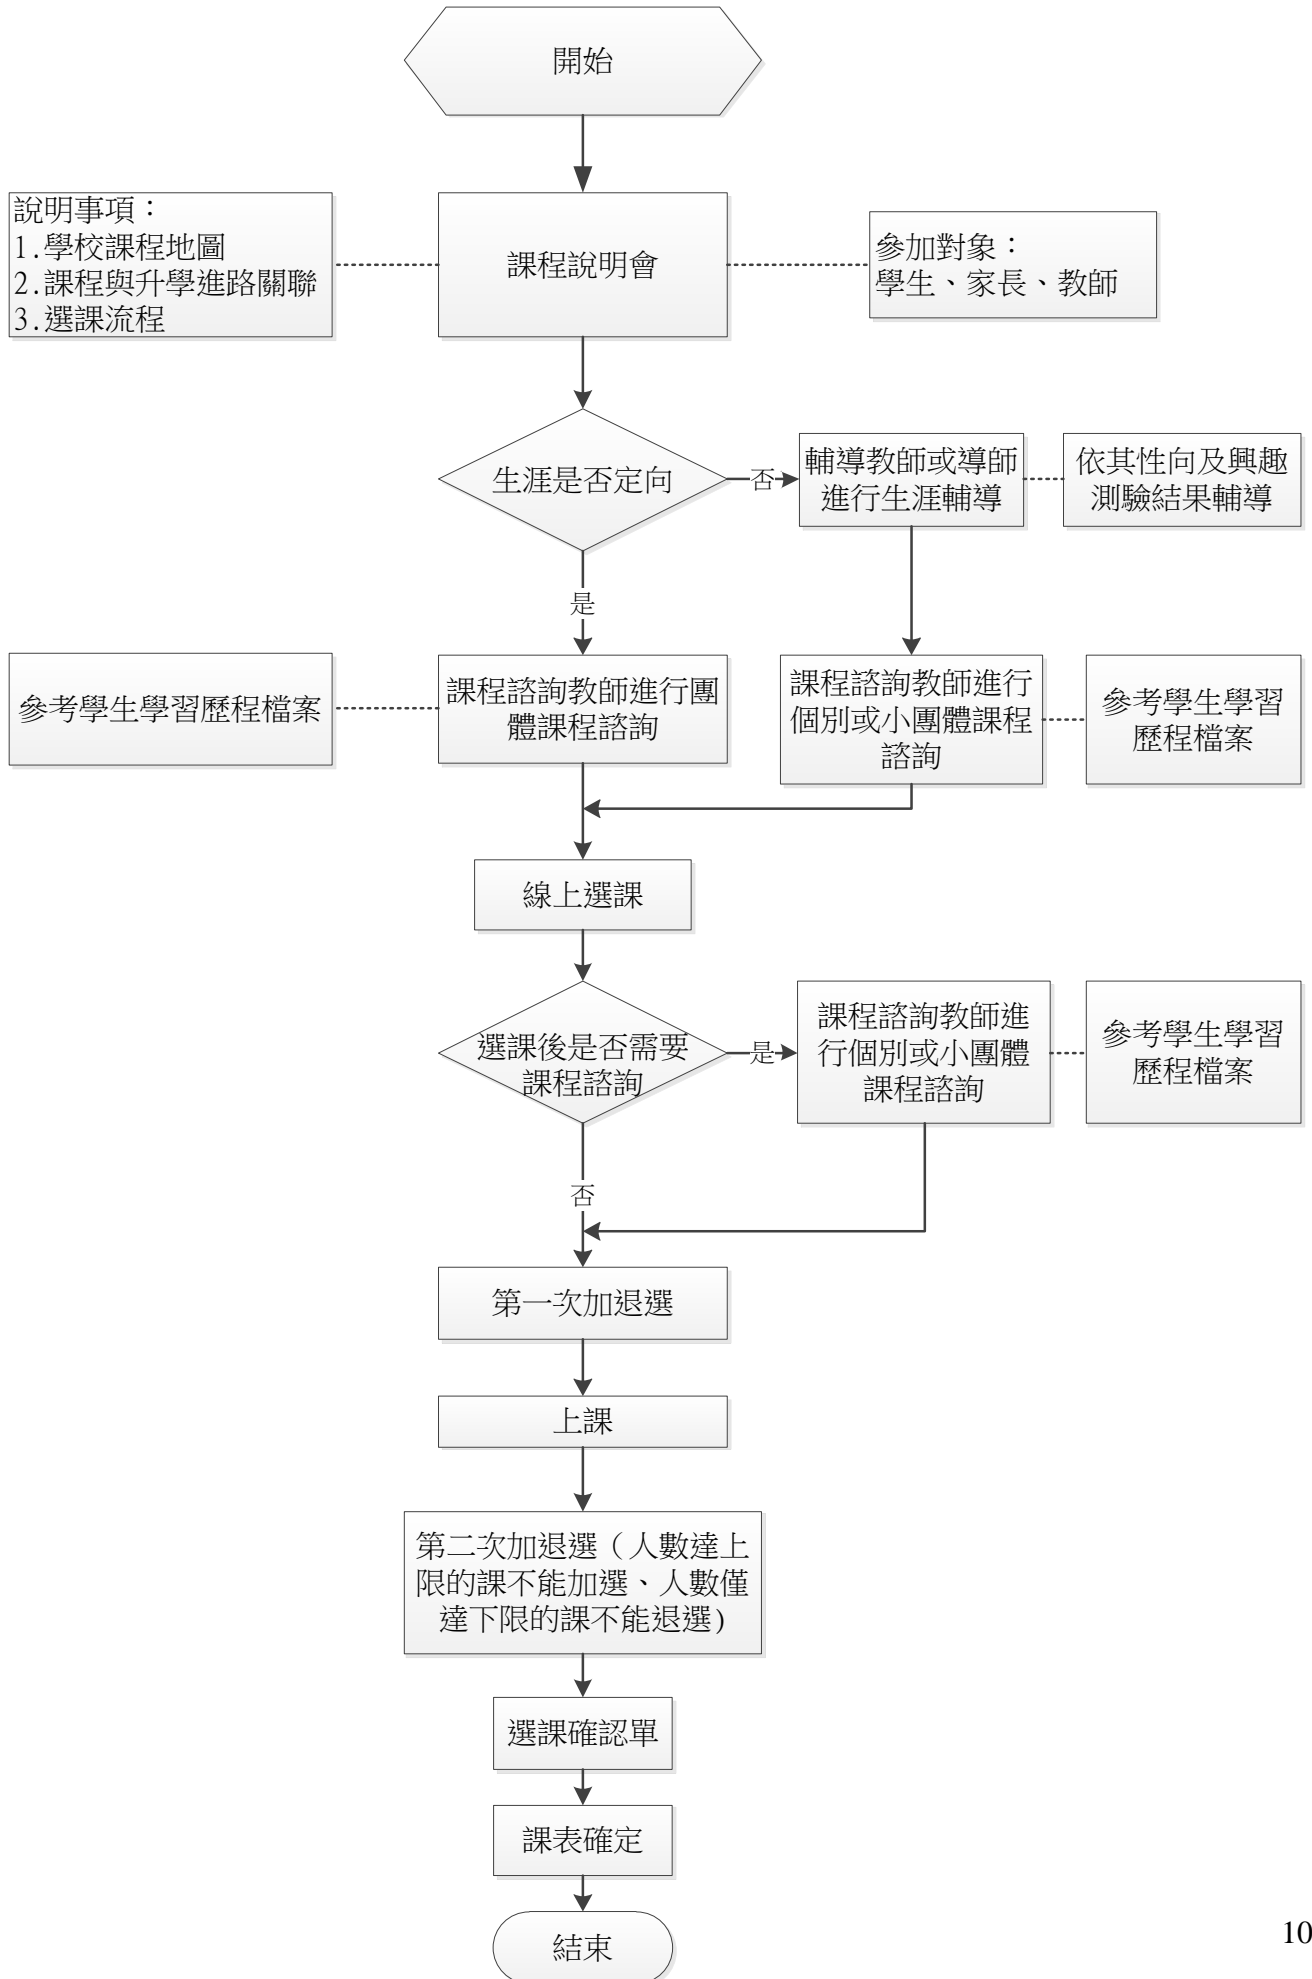 開始
說明事項：
1.學校課程地圖
2.課程與升學進路關聯
3.選課流程
課程說明會
參加對象：
學生、家長、教師
生涯是否定向
否
輔導教師或導師
進行生涯輔導
依其性向及興趣
測驗結果輔導
是
參考學生學習歷程檔案
課程諮詢教師進行團
體課程諮詢
課程諮詢教師進行
個別或小團體課程
諮詢
參考學生學習
歷程檔案
線上選課
選課後是否需要
課程諮詢
是
課程諮詢教師進
行個別或小團體
課程諮詢
參考學生學習
歷程檔案
否
第一次加退選
上課
第二次加退選（人數達上
限的課不能加選、人數僅
達下限的課不能退選)
選課確認單
課表確定
結束
10